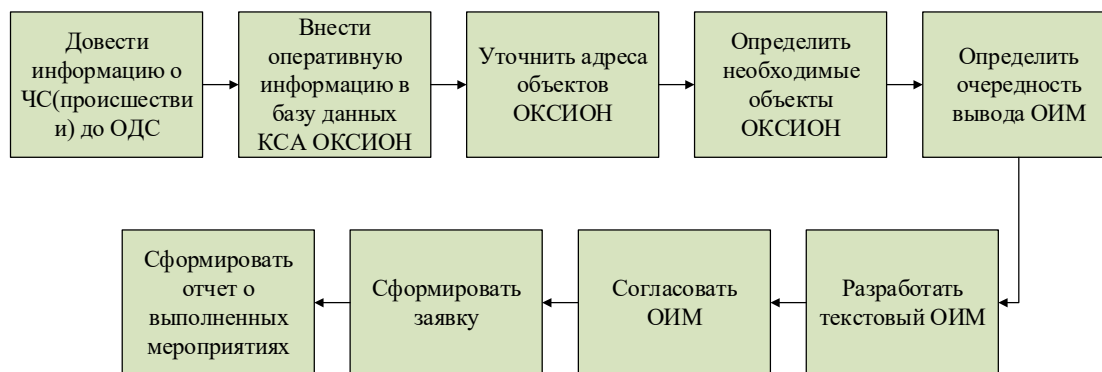 Довести
информацию о
ЧС(происшестви
и) до ОДС
Внести
оперативную
информацию в
базу данных
КСА ОКСИОН
Уточнить адреса
объектов
ОКСИОН
Определить
необходимые
объекты
ОКСИОН
Определить
очередность
вывода ОИМ
Разработать
текстовый ОИМ
Согласовать
ОИМ
Сформировать
заявку
Сформировать
отчет о
выполненных
мероприятиях